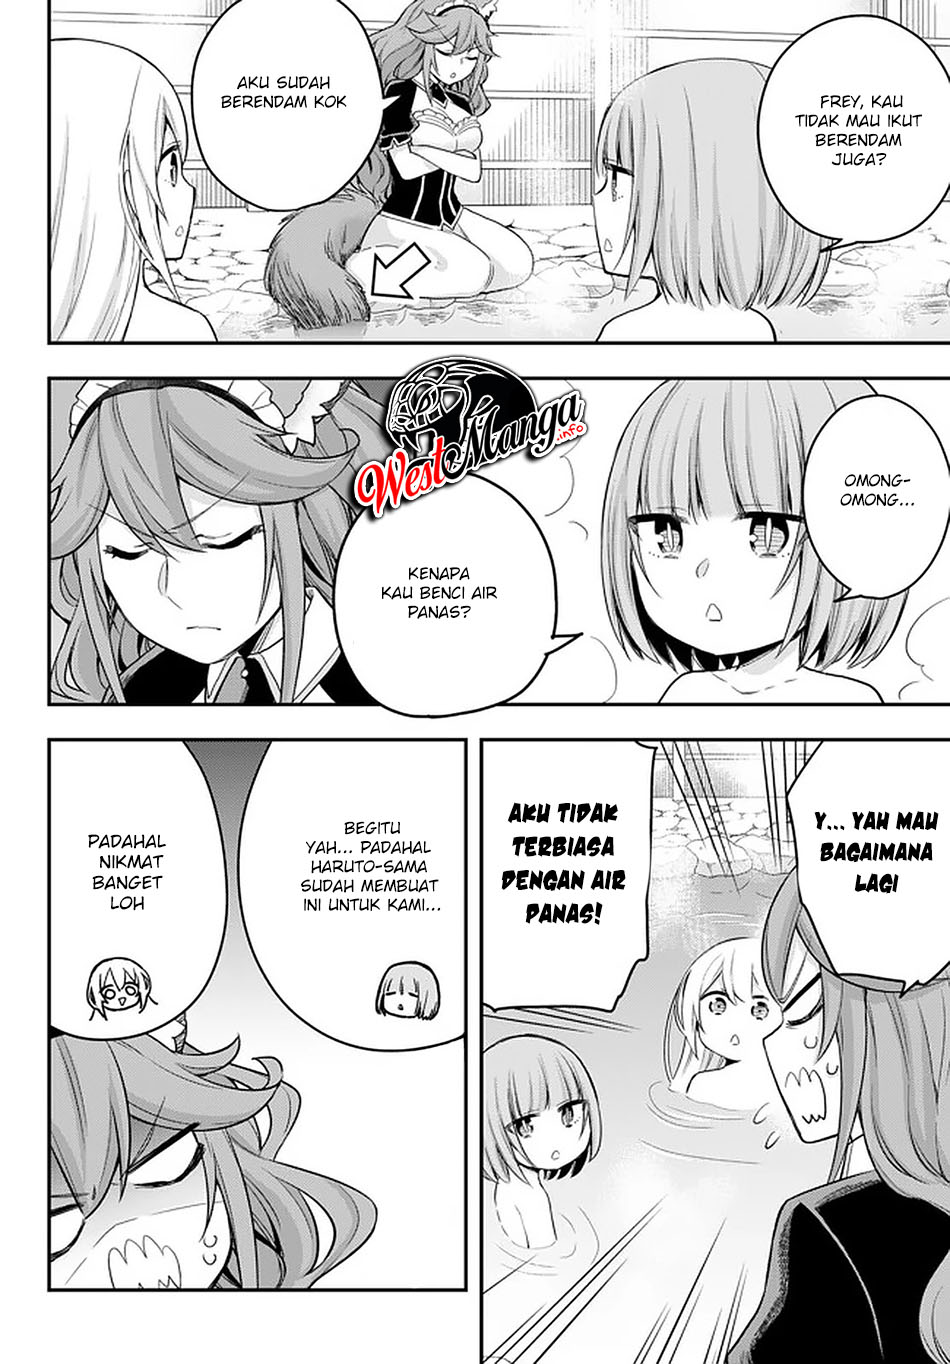 FREY, KAU
TIDAK MAU IKUT
BERENDAM
JUGA?
AKU SUDAH
BERENDAM KOK
OMONG-
OMONG...
KENAPA
KAU BENCI AIR
PANAS?
WestManga
.info
Y... YAH MAU
BAGAIMANA
LAGI
AKU TIDAK
TERBIASA
DENGAN AIR
PANAS!
BEGITU
YAH... PADAHAL
HARUTO-SAMA
SUDAH MEMBUAT
INI UNTUK KAMI...
PADAHAL
NIKMAT
BANGET
LOH